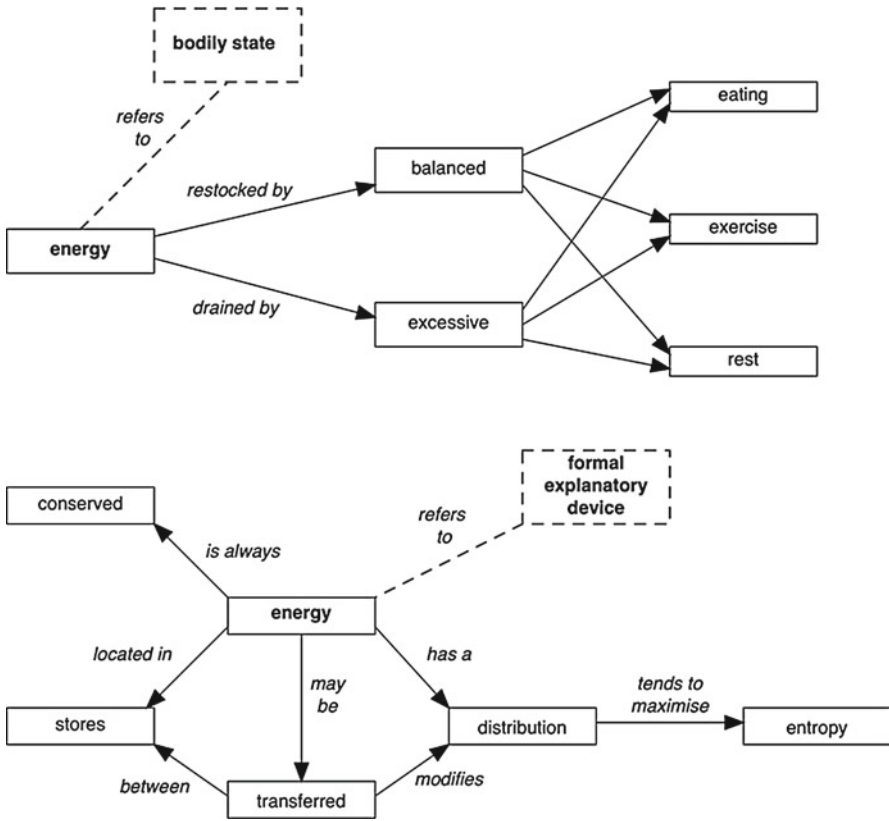 bodily state
refers
to
eating
balanced
restocked by
energy
exercise
drained by
excessive
rest
formal
explanatory
device
conserved
refers
to
is always
energy
located in
has a
may
be
tends to
maximise
stores
distribution
entropy
between
modifies
transferred